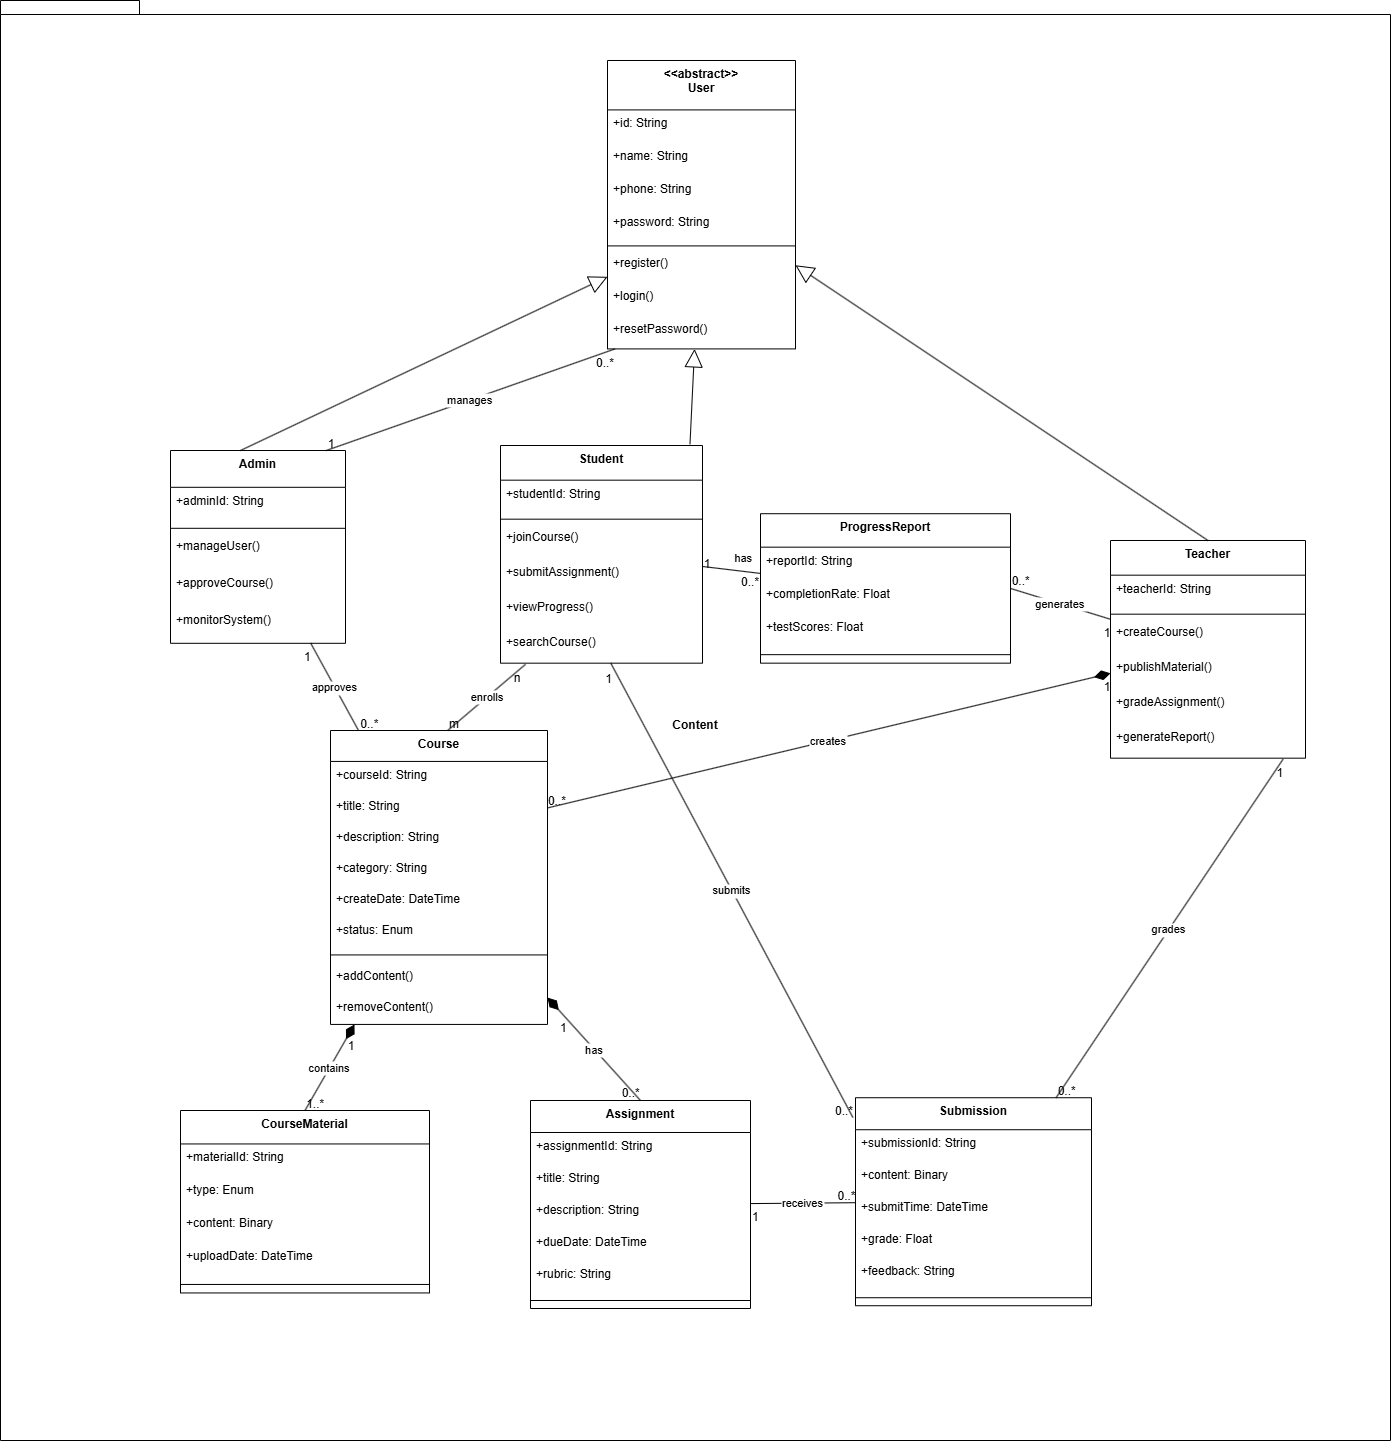 <<abstract>>
User
+id: String
+name: String
+phone: String
+password: String
+register()
+login()
+resetPassword()
0..*
manages
1
Admin
+adminId: String
+manageUser()
+approveCourse()
+monitorSystem()
Student
+studentId: String
+joinCourse()
+submitAssignment()
+viewProgress()
+searchCourse()
1
has
0..*
ProgressReport
+reportId: String
+completionRate: Float
+testScores: Float
0..*
generates
1
Teacher
+teacherId: String
+createCourse()
+publishMaterial()
+gradeAssignment()
+generateReport()
1
1
approves
0..*
n
enrolls
m
1
Content
creates
0..*
1
Course
+courseId: String
+title: String
+description: String
+category: String
+createDate: DateTime
+status: Enum
+addContent()
+removeContent()
submits
grades
1
contains
1..*
1
has
0..*
0..*
0..*
CourseMaterial
+materialId: String
+type: Enum
+content: Binary
+uploadDate: DateTime
Assignment
+assignmentId: String
+title: String
+description: String
+dueDate: DateTime
+rubric: String
1
receives
0..*
Submission
+submissionId: String
+content: Binary
+submitTime: DateTime
+grade: Float
+feedback: String